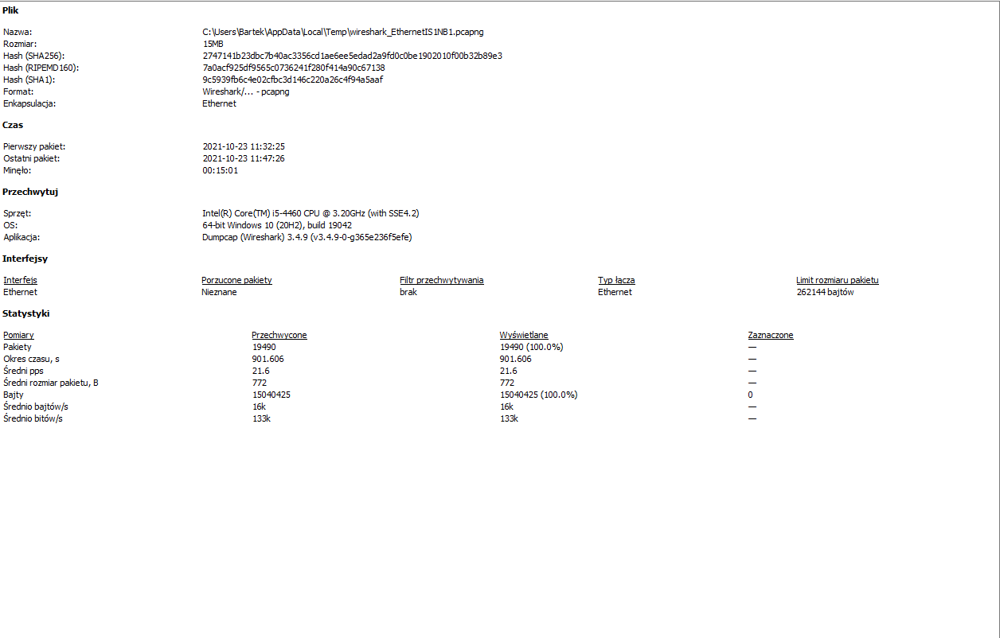 Plik
Nazwa: C:\Users\Bartek\AppData\Local\Temp\wireshark_EthernetIS1NB1.pcapng
Rozmiar: 15MB
Hash (SHA256): 2747141b23dbc7b40ac3356cd1ae6ee5edad2a9fd0c0be1902010f00b32b89e3
Hash (RIPEMD160): 7a0acf925df9565c0736241f280f414a90c67138
Hash (SHA1): 9c5939fb6c4e02cfbc3d146c220a26c4f94a5aaf
Format: Wireshark/... - pcapng
Enkapsulacja: Ethernet
Czas
Pierwszy pakiet: 2021-10-23 11:32:25
Ostatni pakiet: 2021-10-23 11:47:26
Minęło: 00:15:01
Przechwytuj
Sprzęt: Intel(R) Core(TM) i5-4460 CPU @ 3.20GHz (with SSE4.2)
OS: 64-bit Windows 10 (20H2), build 19042
Aplikacja: Dumpcap (Wireshark) 3.4.9 (v3.4.9-0-g365e236f5efe)
Interfejsy
Interfejs Porzucone pakiety Filtr przechwytywania Typ łacza Limit rozmiaru pakietu
Ethernet Nieznane brak Ethernet 262144 bajtów
Statystyki
Pomiary Przechwycone Wyświetlane Zaznaczone
Pakiety 19490 19490 (100.0%) —
Okres czasu, s 901.606 901.606 —
Średni pps 21.6 21.6 —
Średni rozmiar pakietu, B 772 772 —
Bajty 15040425 15040425 (100.0%) 0
Średnio bajtów/s 16k 16k —
Średnio bitów/s 133k 133k —